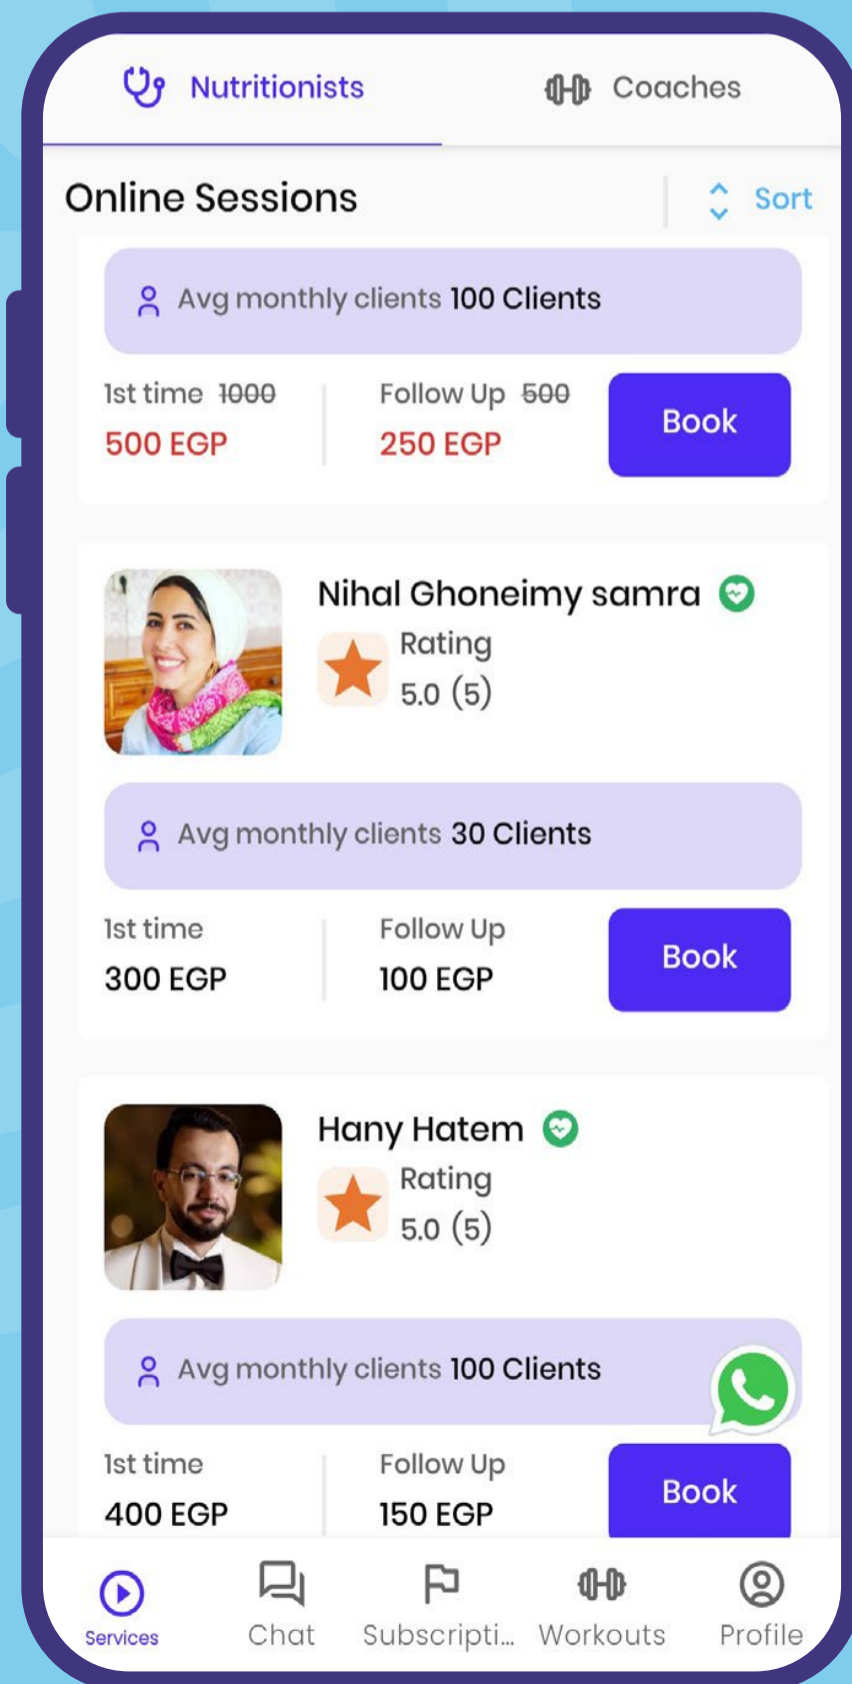 Nutritionists
Coaches
Online Sessions
Sort
Avg monthly clients 100 Clients
1st time 1000
Follow Up 500
500 EGP
250 EGP
Book
Nihal Ghoneimy samra
Rating
5.0 (5)
Avg monthly clients 30 Clients
1st time
Follow Up
300 EGP
100 EGP
Book
Hany Hatem
Rating
5.0 (5)
Avg monthly clients 100 Clients
1st time
Follow Up
400 EGP
150 EGP
Book
Services
Chat
Subscripti...
Workouts
Profile